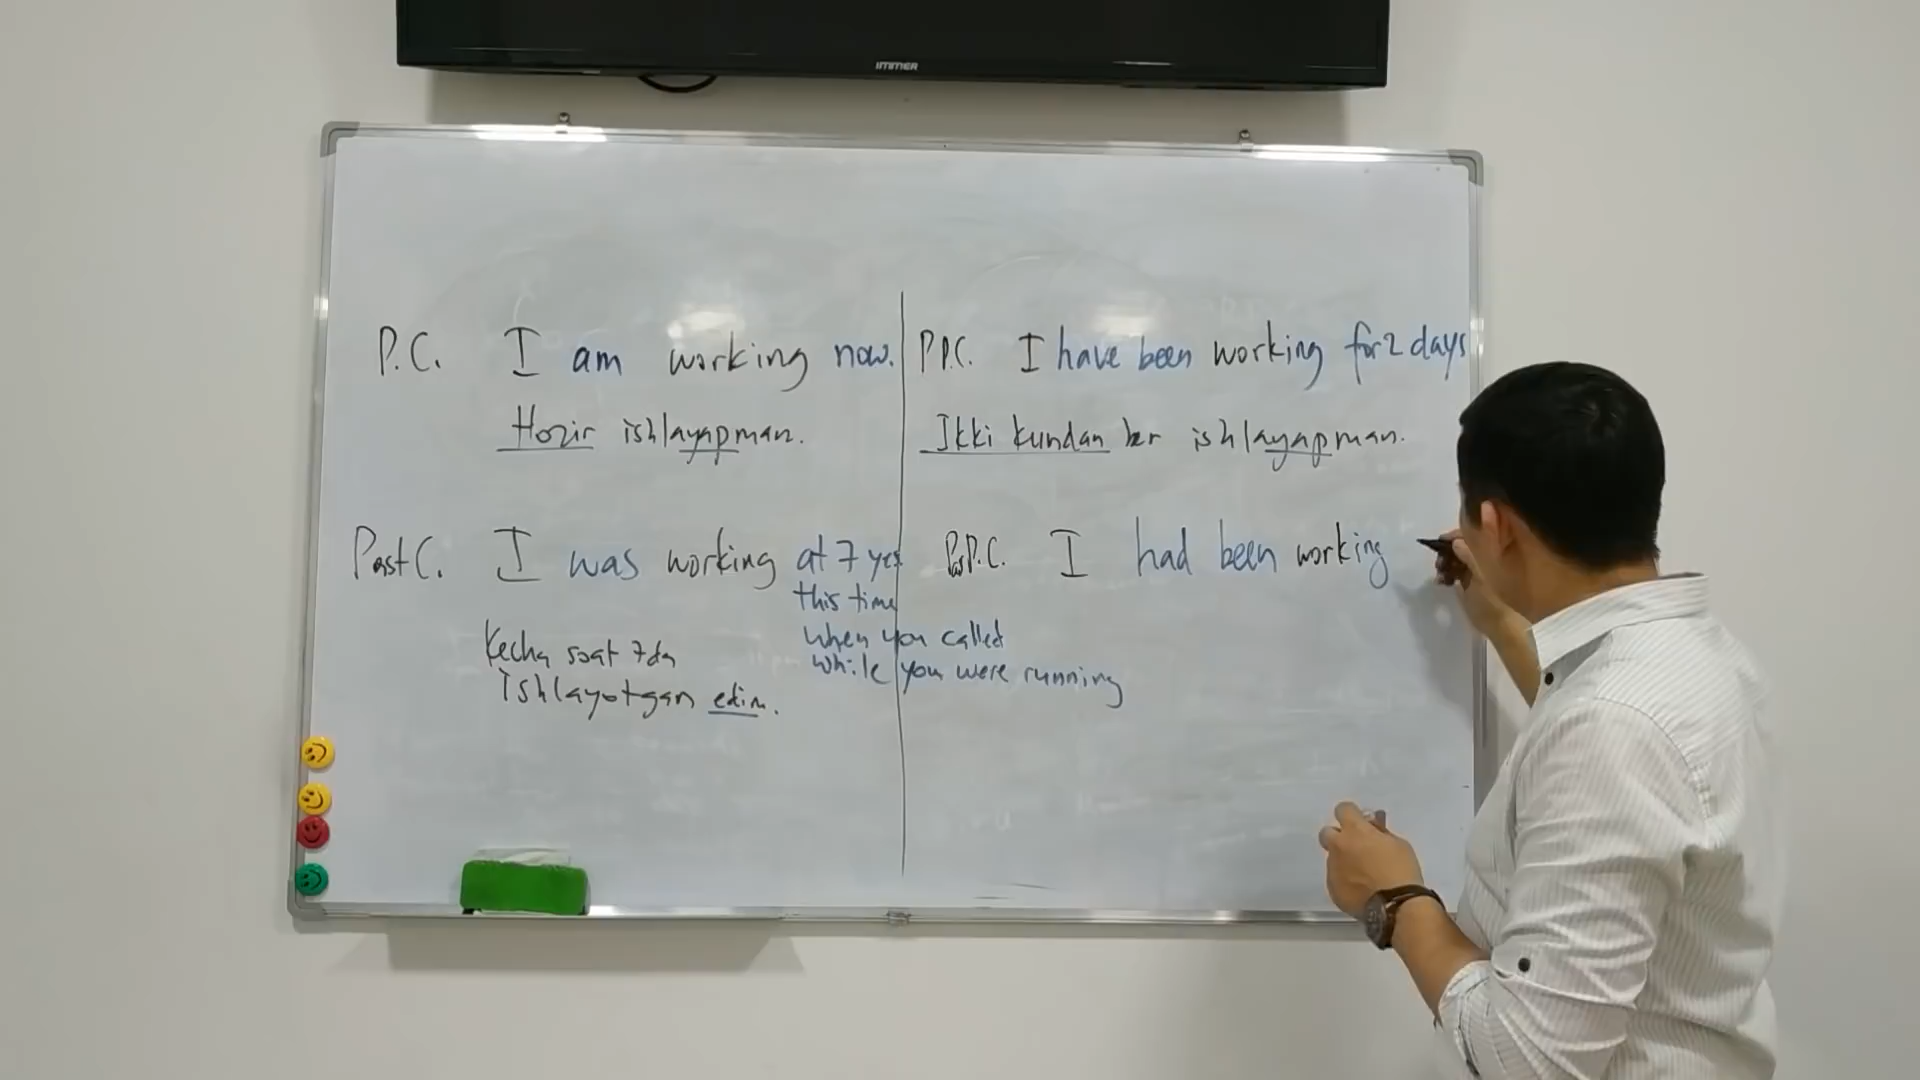 IMMER
P.C. I am working now.
Hozir ishlayapman.
P.P.C. I have been working for 2 days
Ikki kundan ber ishlayapman.
Past C. I was working at 7 yes
this time
when you called
while you were running
Kecha soat 7da
Ishlayotgan edim.
PasP.C. I had been working